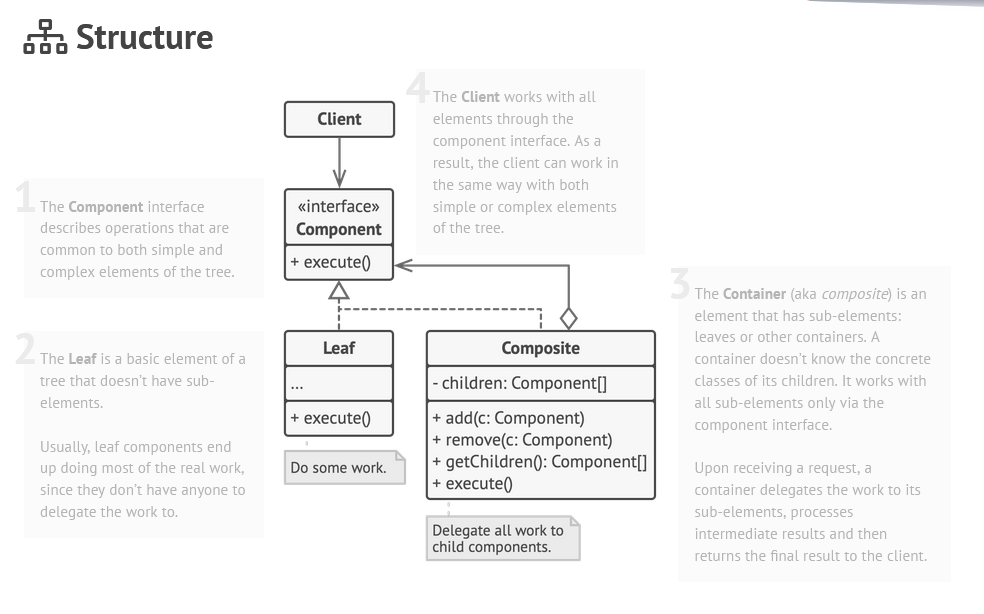 Structure
4
The Client works with all
elements through the
component interface. As a
result, the client can work in
the same way with both
simple or complex elements
of the tree.
Client
1
The Component interface
describes operations that are
common to both simple and
complex elements of the tree.
«interface»
Component
+ execute()
3
The Container (aka composite) is an
element that has sub-elements:
leaves or other containers. A
container doesn't know the concrete
classes of its children. It works with
all sub-elements only via the
component interface.
Upon receiving a request, a
container delegates the work to its
sub-elements, processes
intermediate results and then
returns the final result to the client.
2
The Leaf is a basic element of a
tree that doesn't have sub-
elements.
Usually, leaf components end
up doing most of the real work,
since they don't have anyone to
delegate the work to.
Leaf
...
+ execute()
Do some work.
Composite
- children: Component[]
+ add(c: Component)
+ remove(c: Component)
+ getChildren(): Component[]
+ execute()
Delegate all work to
child components.